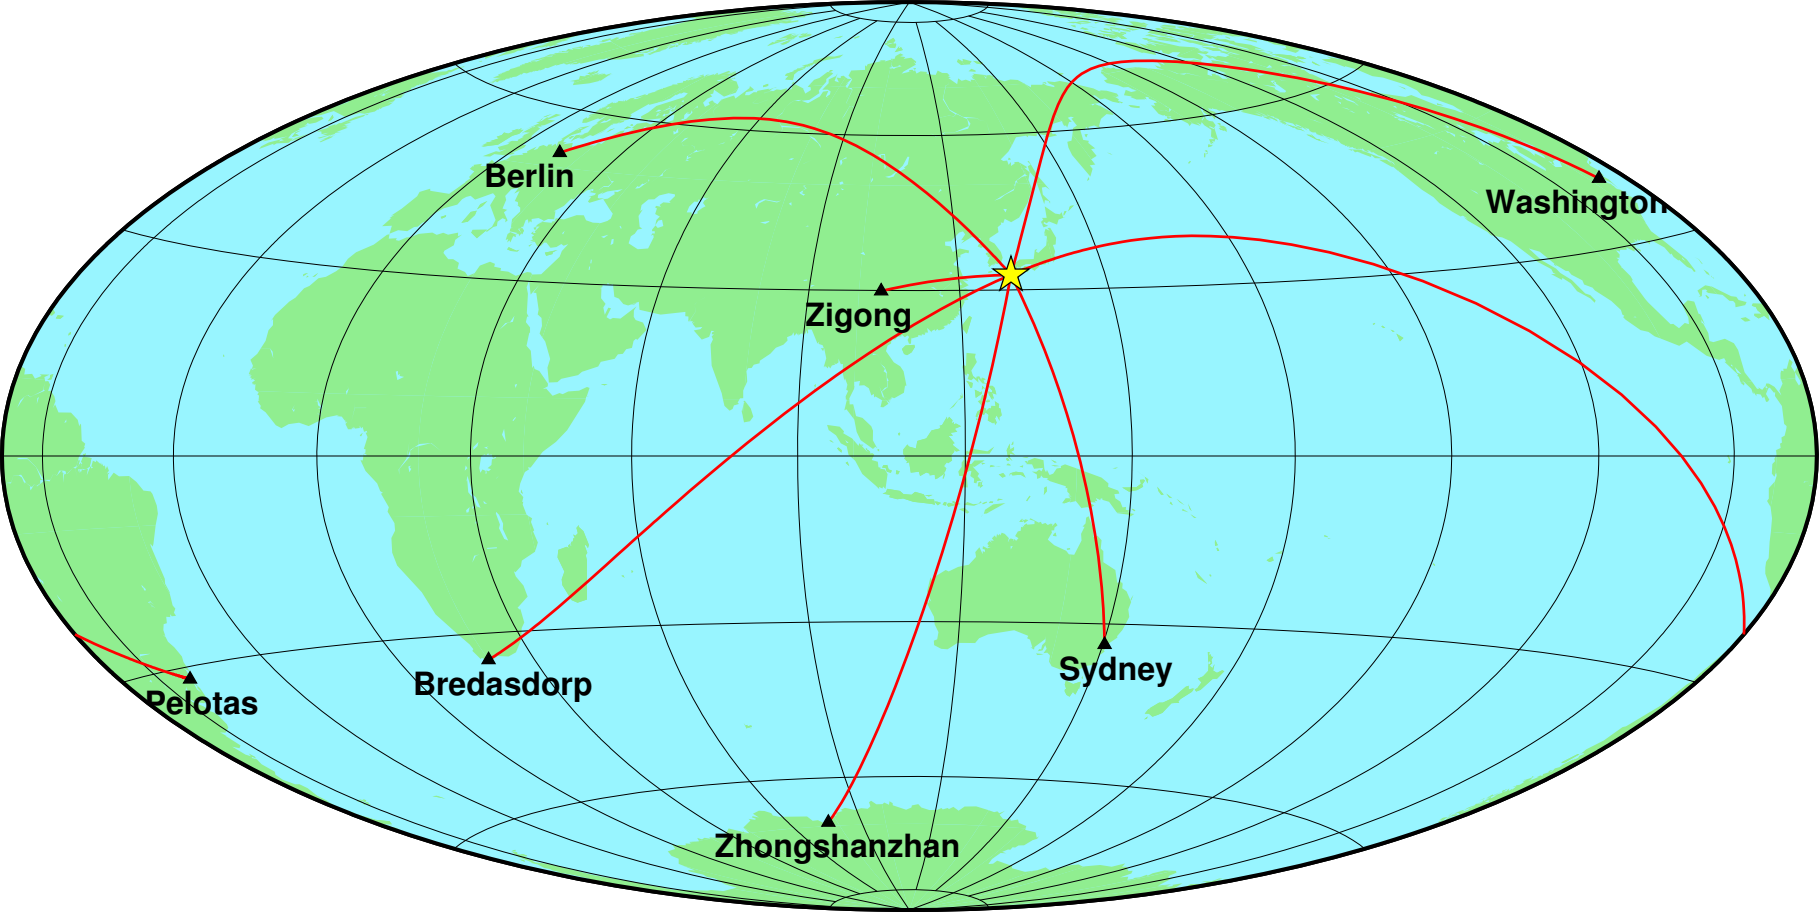 Berlin
Washington
Zigong
Sydney
Bredasdorp
Pelotas
Zhongshanzhan